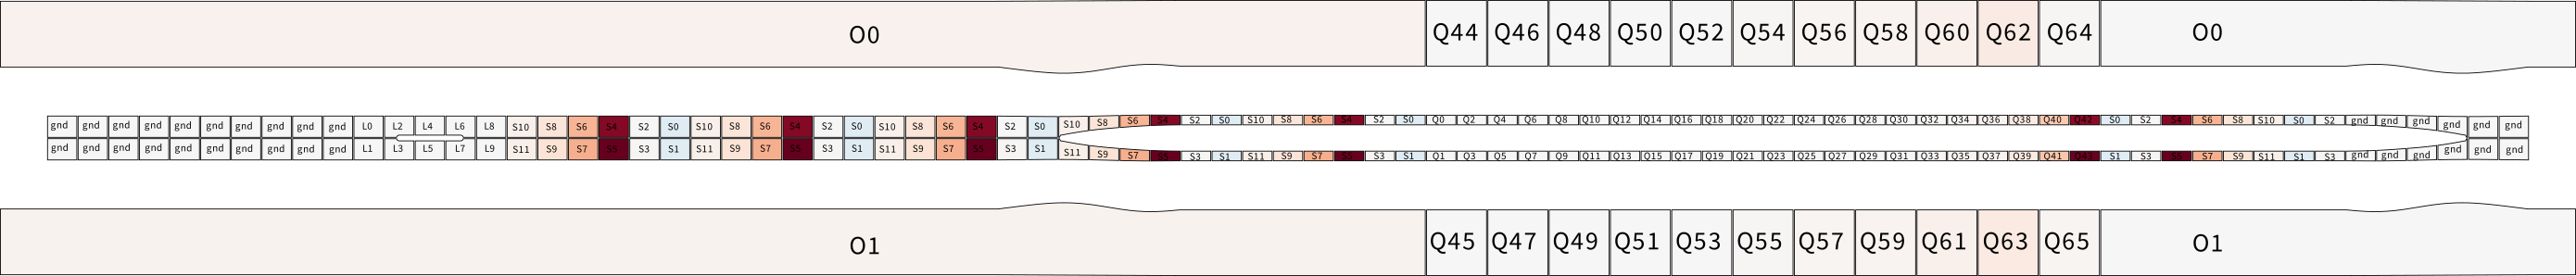 O0 Q44 Q46 Q48 Q50 Q52 Q54 Q56 Q58 Q60 Q62 Q64 O0
gnd gnd gnd gnd gnd gnd gnd gnd gnd gnd L0 L2 L4 L6 L8 S10 S8 S6 S4 S2 S0 S10 S8 S6 S4 S2 S0 S10 S8 S6 S4 S2 S0 S10 S8 S6 S4 S2 S0 S10 S8 S6 S4 S2 S0 Q0 Q2 Q4 Q6 Q8 Q10 Q12 Q14 Q16 Q18 Q20 Q22 Q24 Q26 Q28 Q30 Q32 Q34 Q36 Q38 Q40 Q42 S0 S2 S4 S6 S8 S10 S0 S2 gnd gnd gnd gnd gnd gnd
gnd gnd gnd gnd gnd gnd gnd gnd gnd gnd L1 L3 L5 L7 L9 S11 S9 S7 S5 S3 S1 S11 S9 S7 S5 S3 S1 S11 S9 S7 S5 S3 S1 S11 S9 S7 S5 S3 S1 S11 S9 S7 S5 S3 S1 Q1 Q3 Q5 Q7 Q9 Q11 Q13 Q15 Q17 Q19 Q21 Q23 Q25 Q27 Q29 Q31 Q33 Q35 Q37 Q39 Q41 Q43 S1 S3 S5 S7 S9 S11 S1 S3 gnd gnd gnd gnd gnd gnd
O1 Q45 Q47 Q49 Q51 Q53 Q55 Q57 Q59 Q61 Q63 Q65 O1